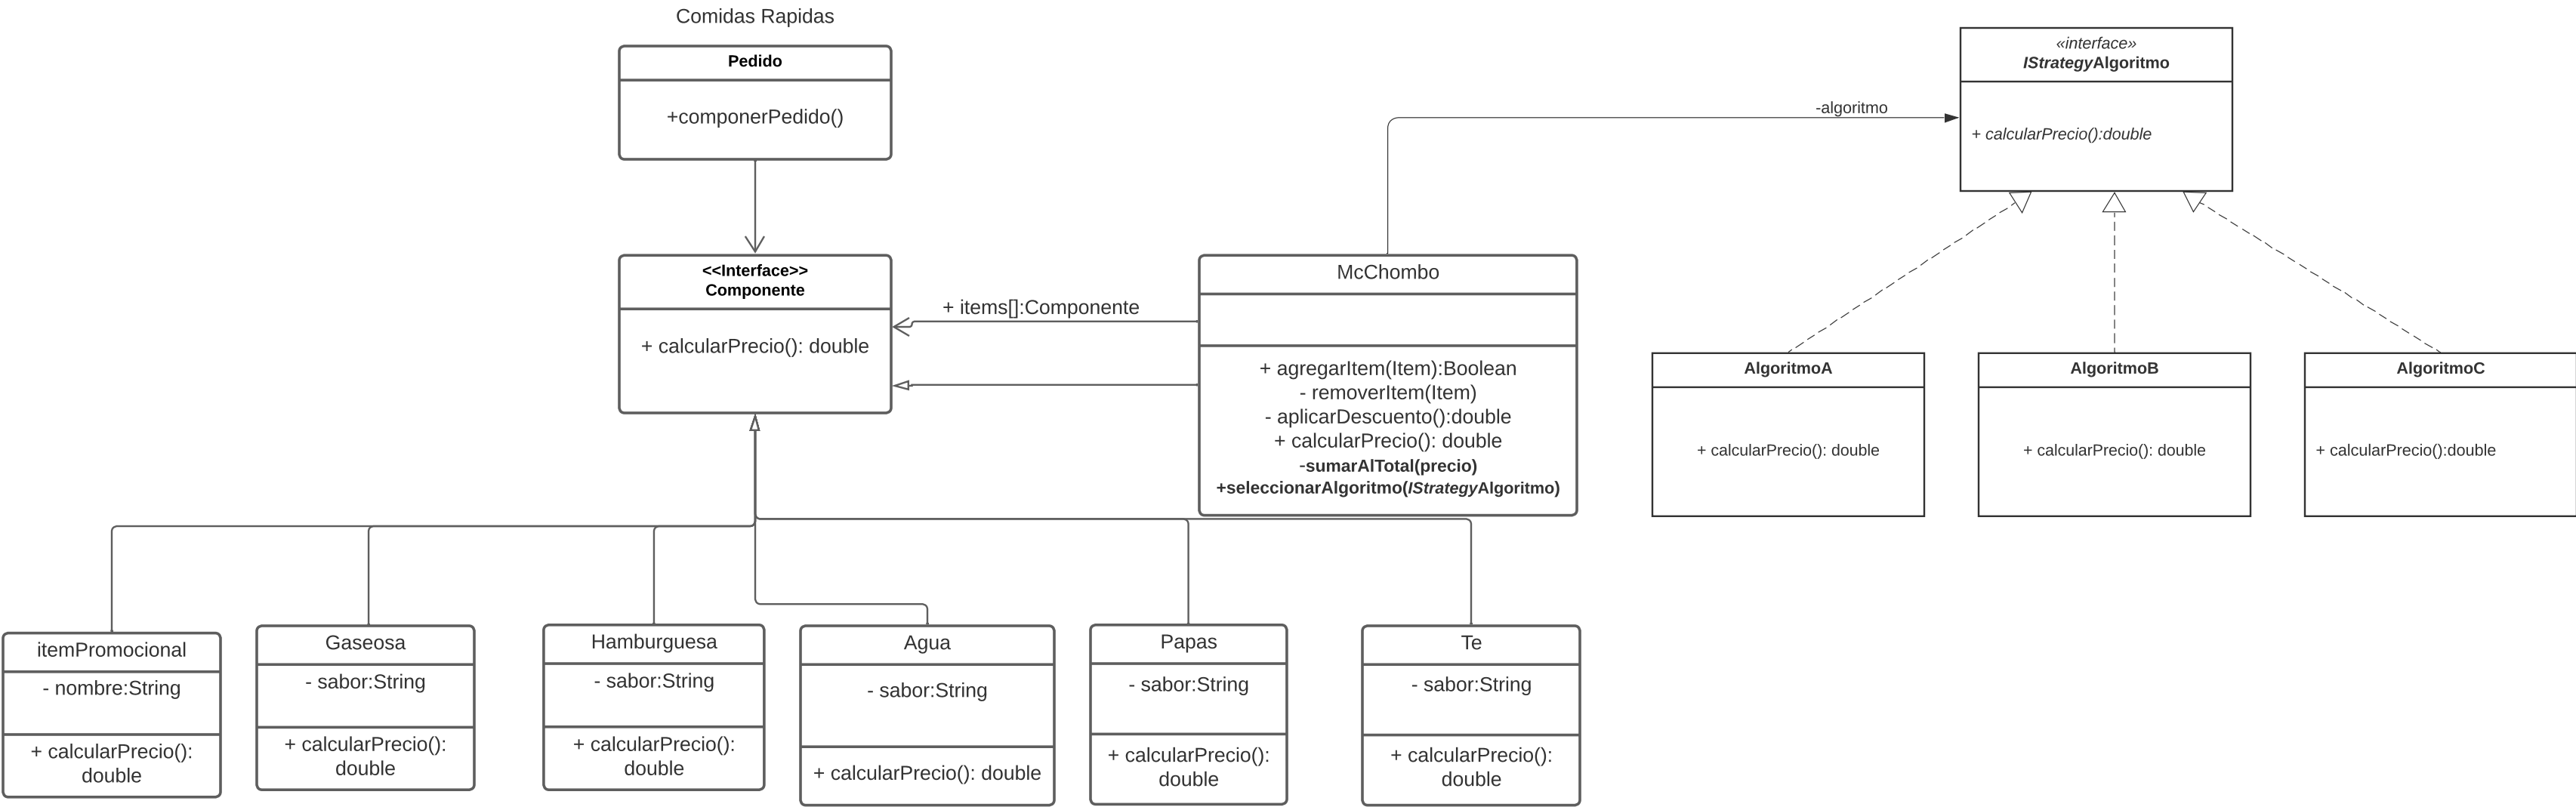 Comidas Rapidas
Pedido
+componerPedido()
«interface»
IStrategyAlgoritmo
+ calcularPrecio():double
-algoritmo
<<Interface>>
Componente
+ calcularPrecio(): double
+ items[]:Componente
McChombo
+ agregarItem(Item):Boolean
- removerItem(Item)
- aplicarDescuento():double
+ calcularPrecio(): double
-sumarAlTotal(precio)
+seleccionarAlgoritmo(IStrategyAlgoritmo)
AlgoritmoA
+ calcularPrecio(): double
AlgoritmoB
+ calcularPrecio(): double
AlgoritmoC
+ calcularPrecio():double
itemPromocional
- nombre:String
+ calcularPrecio():
double
Gaseosa
- sabor:String
+ calcularPrecio():
double
Hamburguesa
- sabor:String
+ calcularPrecio():
double
Agua
- sabor:String
+ calcularPrecio(): double
Papas
- sabor:String
+ calcularPrecio():
double
Te
- sabor:String
+ calcularPrecio():
double